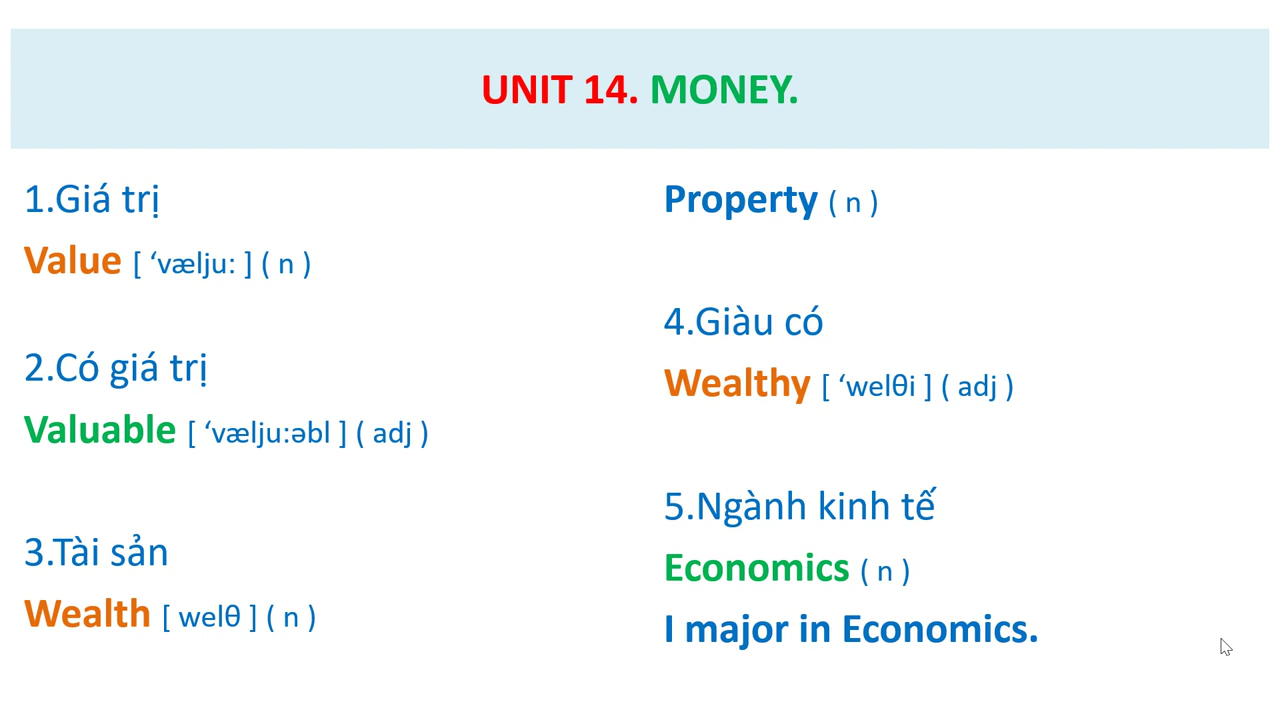 UNIT 14. MONEY.
1.Giá trị
Value [ ‘vælju: ] ( n )
2.Có giá trị
Valuable [ ‘vælju:əbl ] ( adj )
3.Tài sản
Wealth [ welθ ] ( n )
Property ( n )
4.Giàu có
Wealthy [ ‘welθi ] ( adj )
5.Ngành kinh tế
Economics ( n )
I major in Economics.